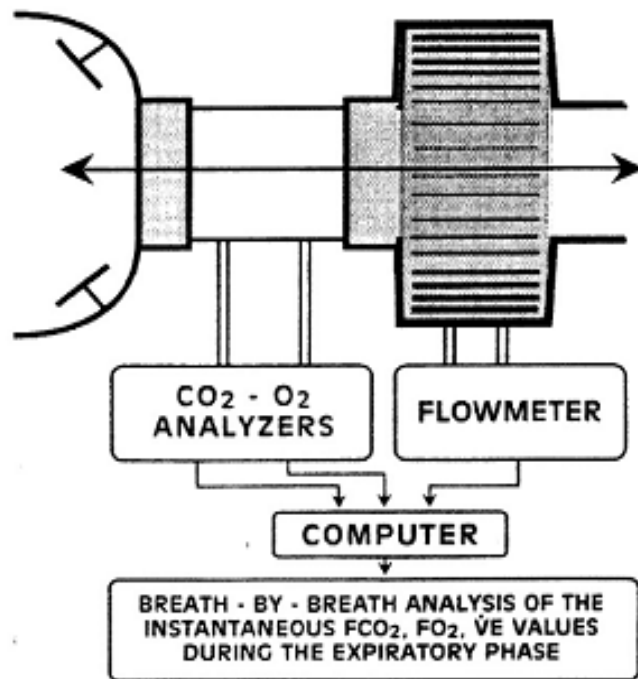 CO2 - O2
ANALYZERS
FLOWMETER
COMPUTER
BREATH - BY - BREATH ANALYSIS OF THE
INSTANTANEOUS FCO2, FO2, V̇E VALUES
DURING THE EXPIRATORY PHASE